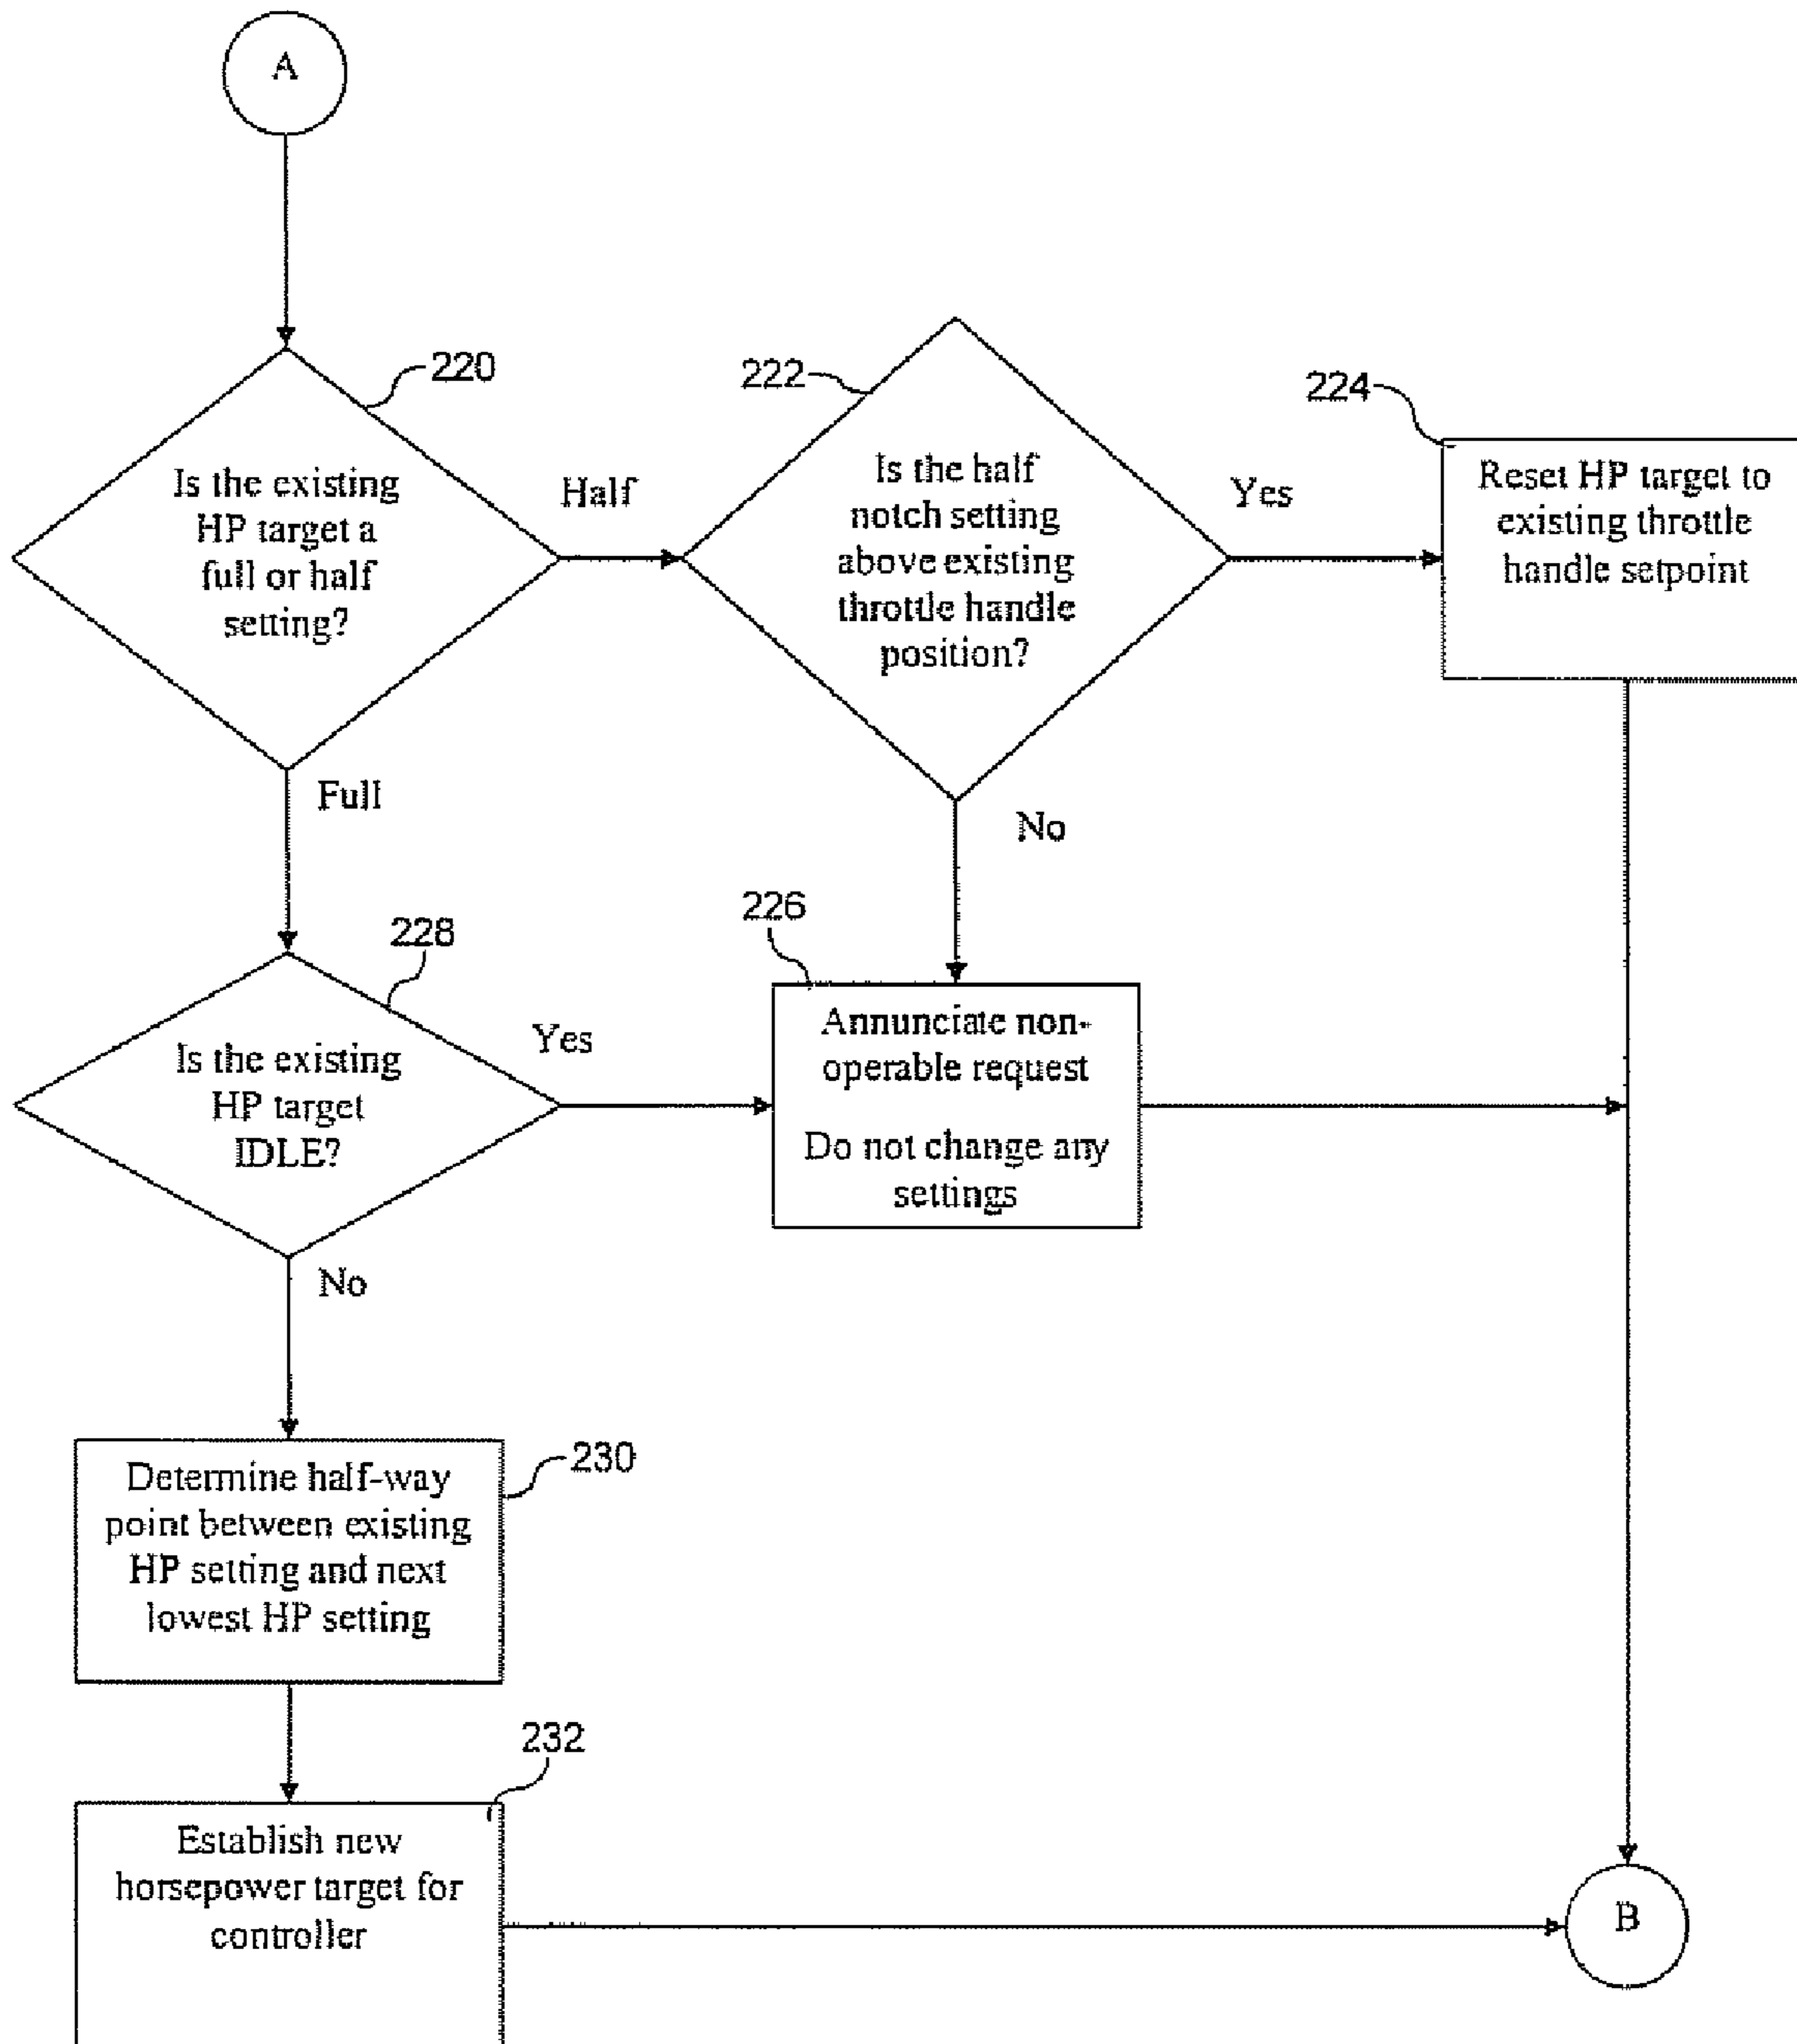 A
220
Is the existing
HP target a
full or half
setting?
Half
222
Is the half
notch setting
above existing
throttle handle
position?
Yes
224
Reset HP target to
existing throttle
handle setpoint
Full
No
228
Is the existing
HP target
IDLE?
Yes
226
Annunciate non-
operable request
Do not change any
settings
No
230
Determine half-way
point between existing
HP setting and next
lowest HP setting
232
Establish new
horsepower target for
controller
B